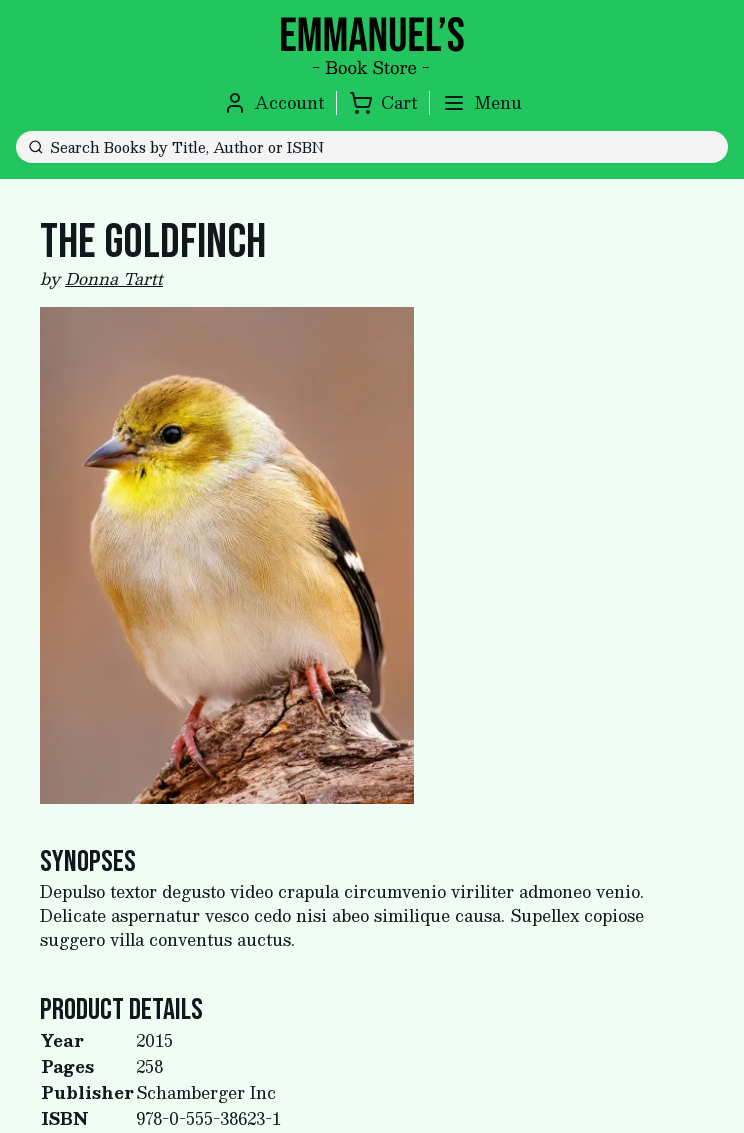 EMMANUEL'S
- Book Store -
Account Cart Menu
Search Books by Title, Author or ISBN
THE GOLDFINCH
by Donna Tartt
SYNOPSES
Depulso textor degusto video crapula circumvenio viriliter admoneo venio.
Delicate aspernatur vesco cedo nisi abeo similique causa. Supellex copiose
suggero villa conventus auctus.
PRODUCT DETAILS
Year 2015
Pages 258
Publisher Schamberger Inc
ISBN 978-0-555-38623-1